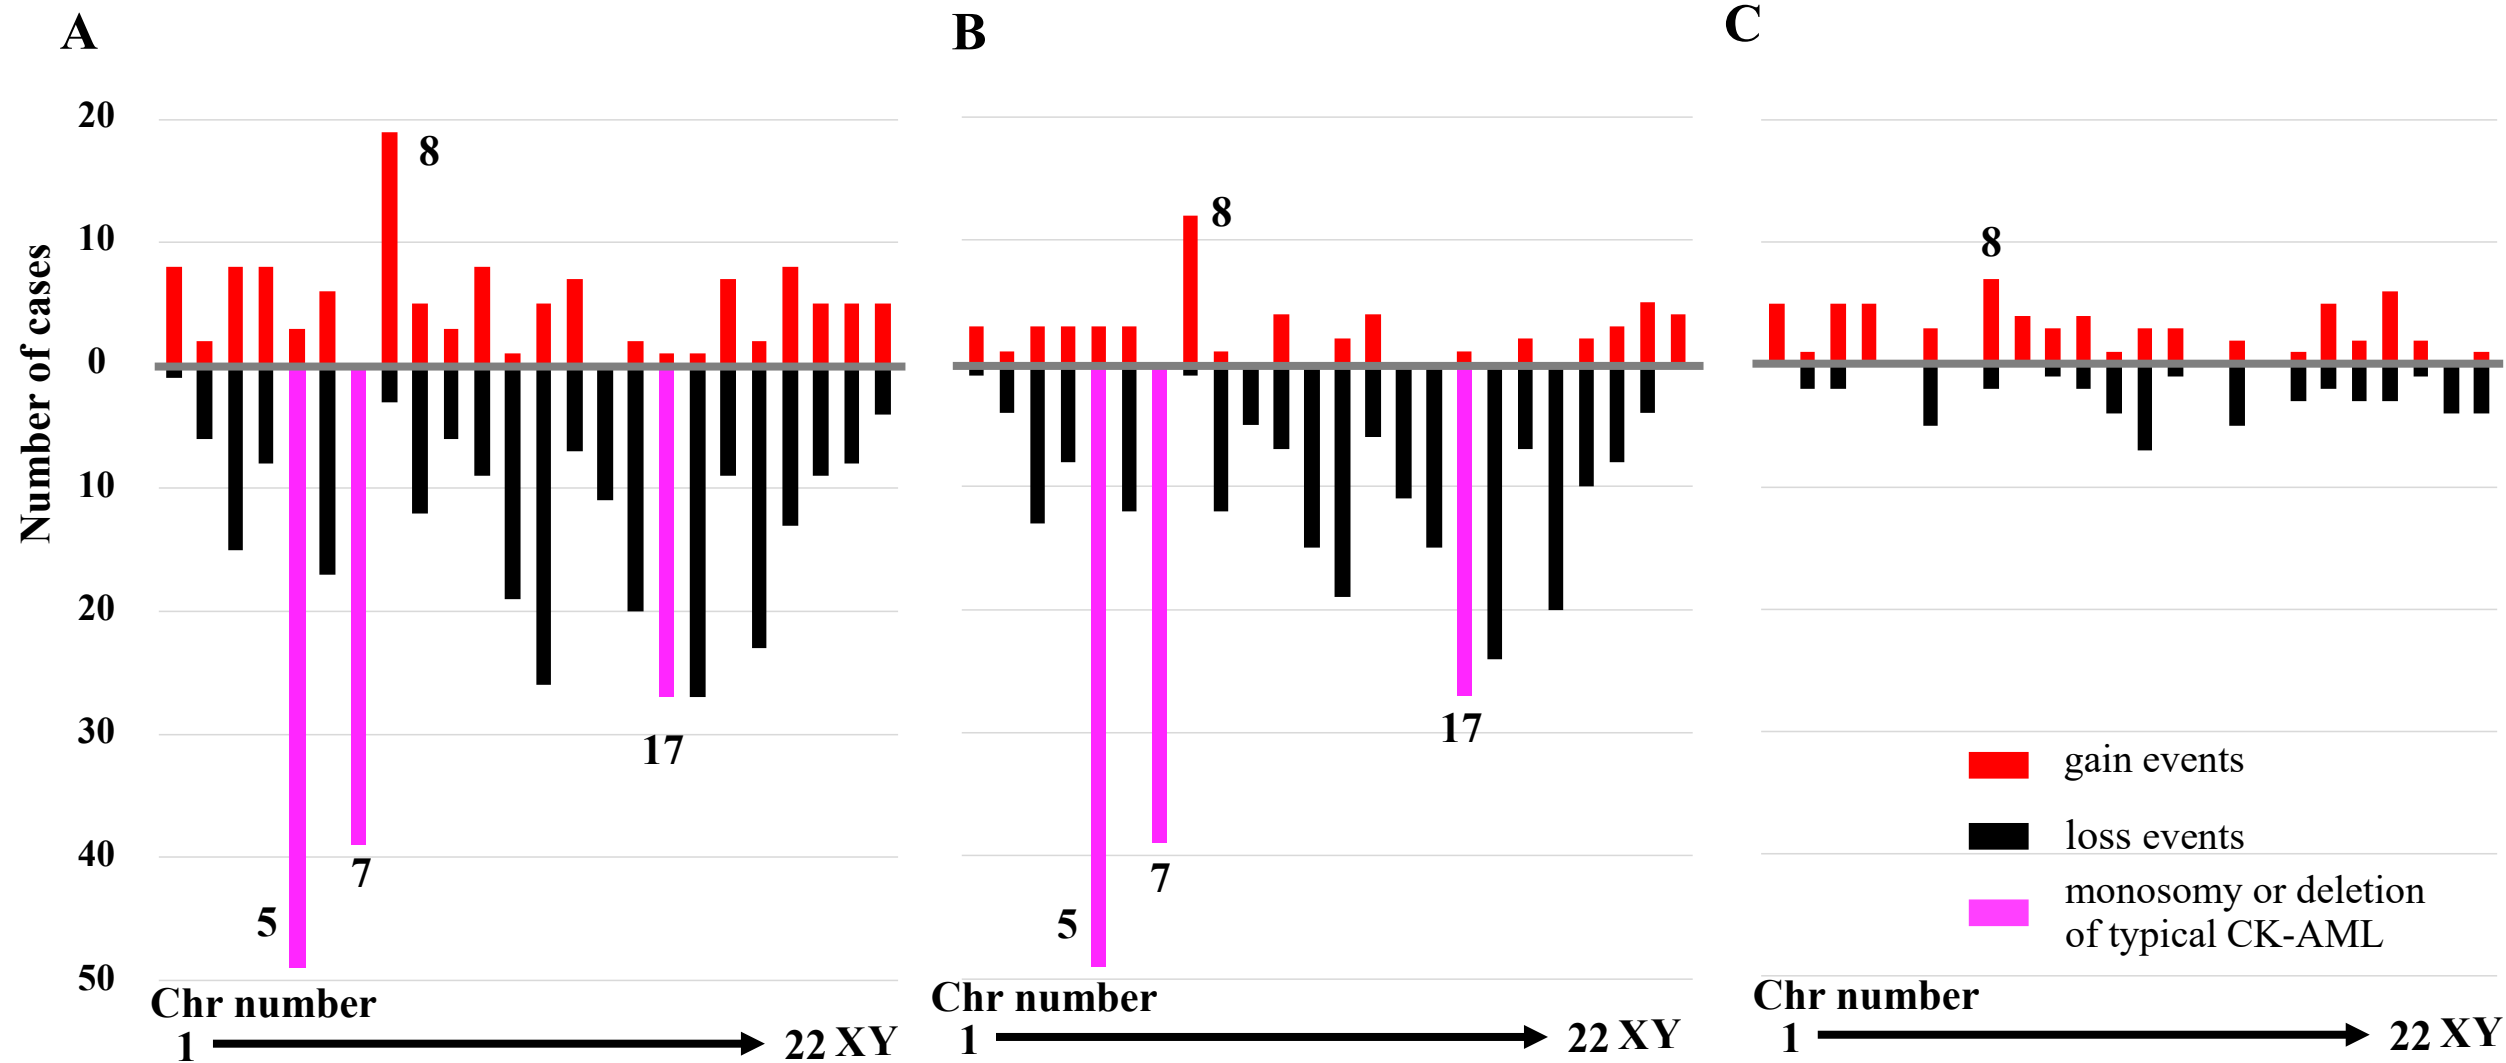 A
B
C
Number of cases
20
10
0
10
20
30
40
50
8
5
7
17
8
5
7
17
8
gain events
loss events
monosomy or deletion
of typical CK-AML
Chr number
1
22 XY
Chr number
1
22 XY
Chr number
1
22 XY